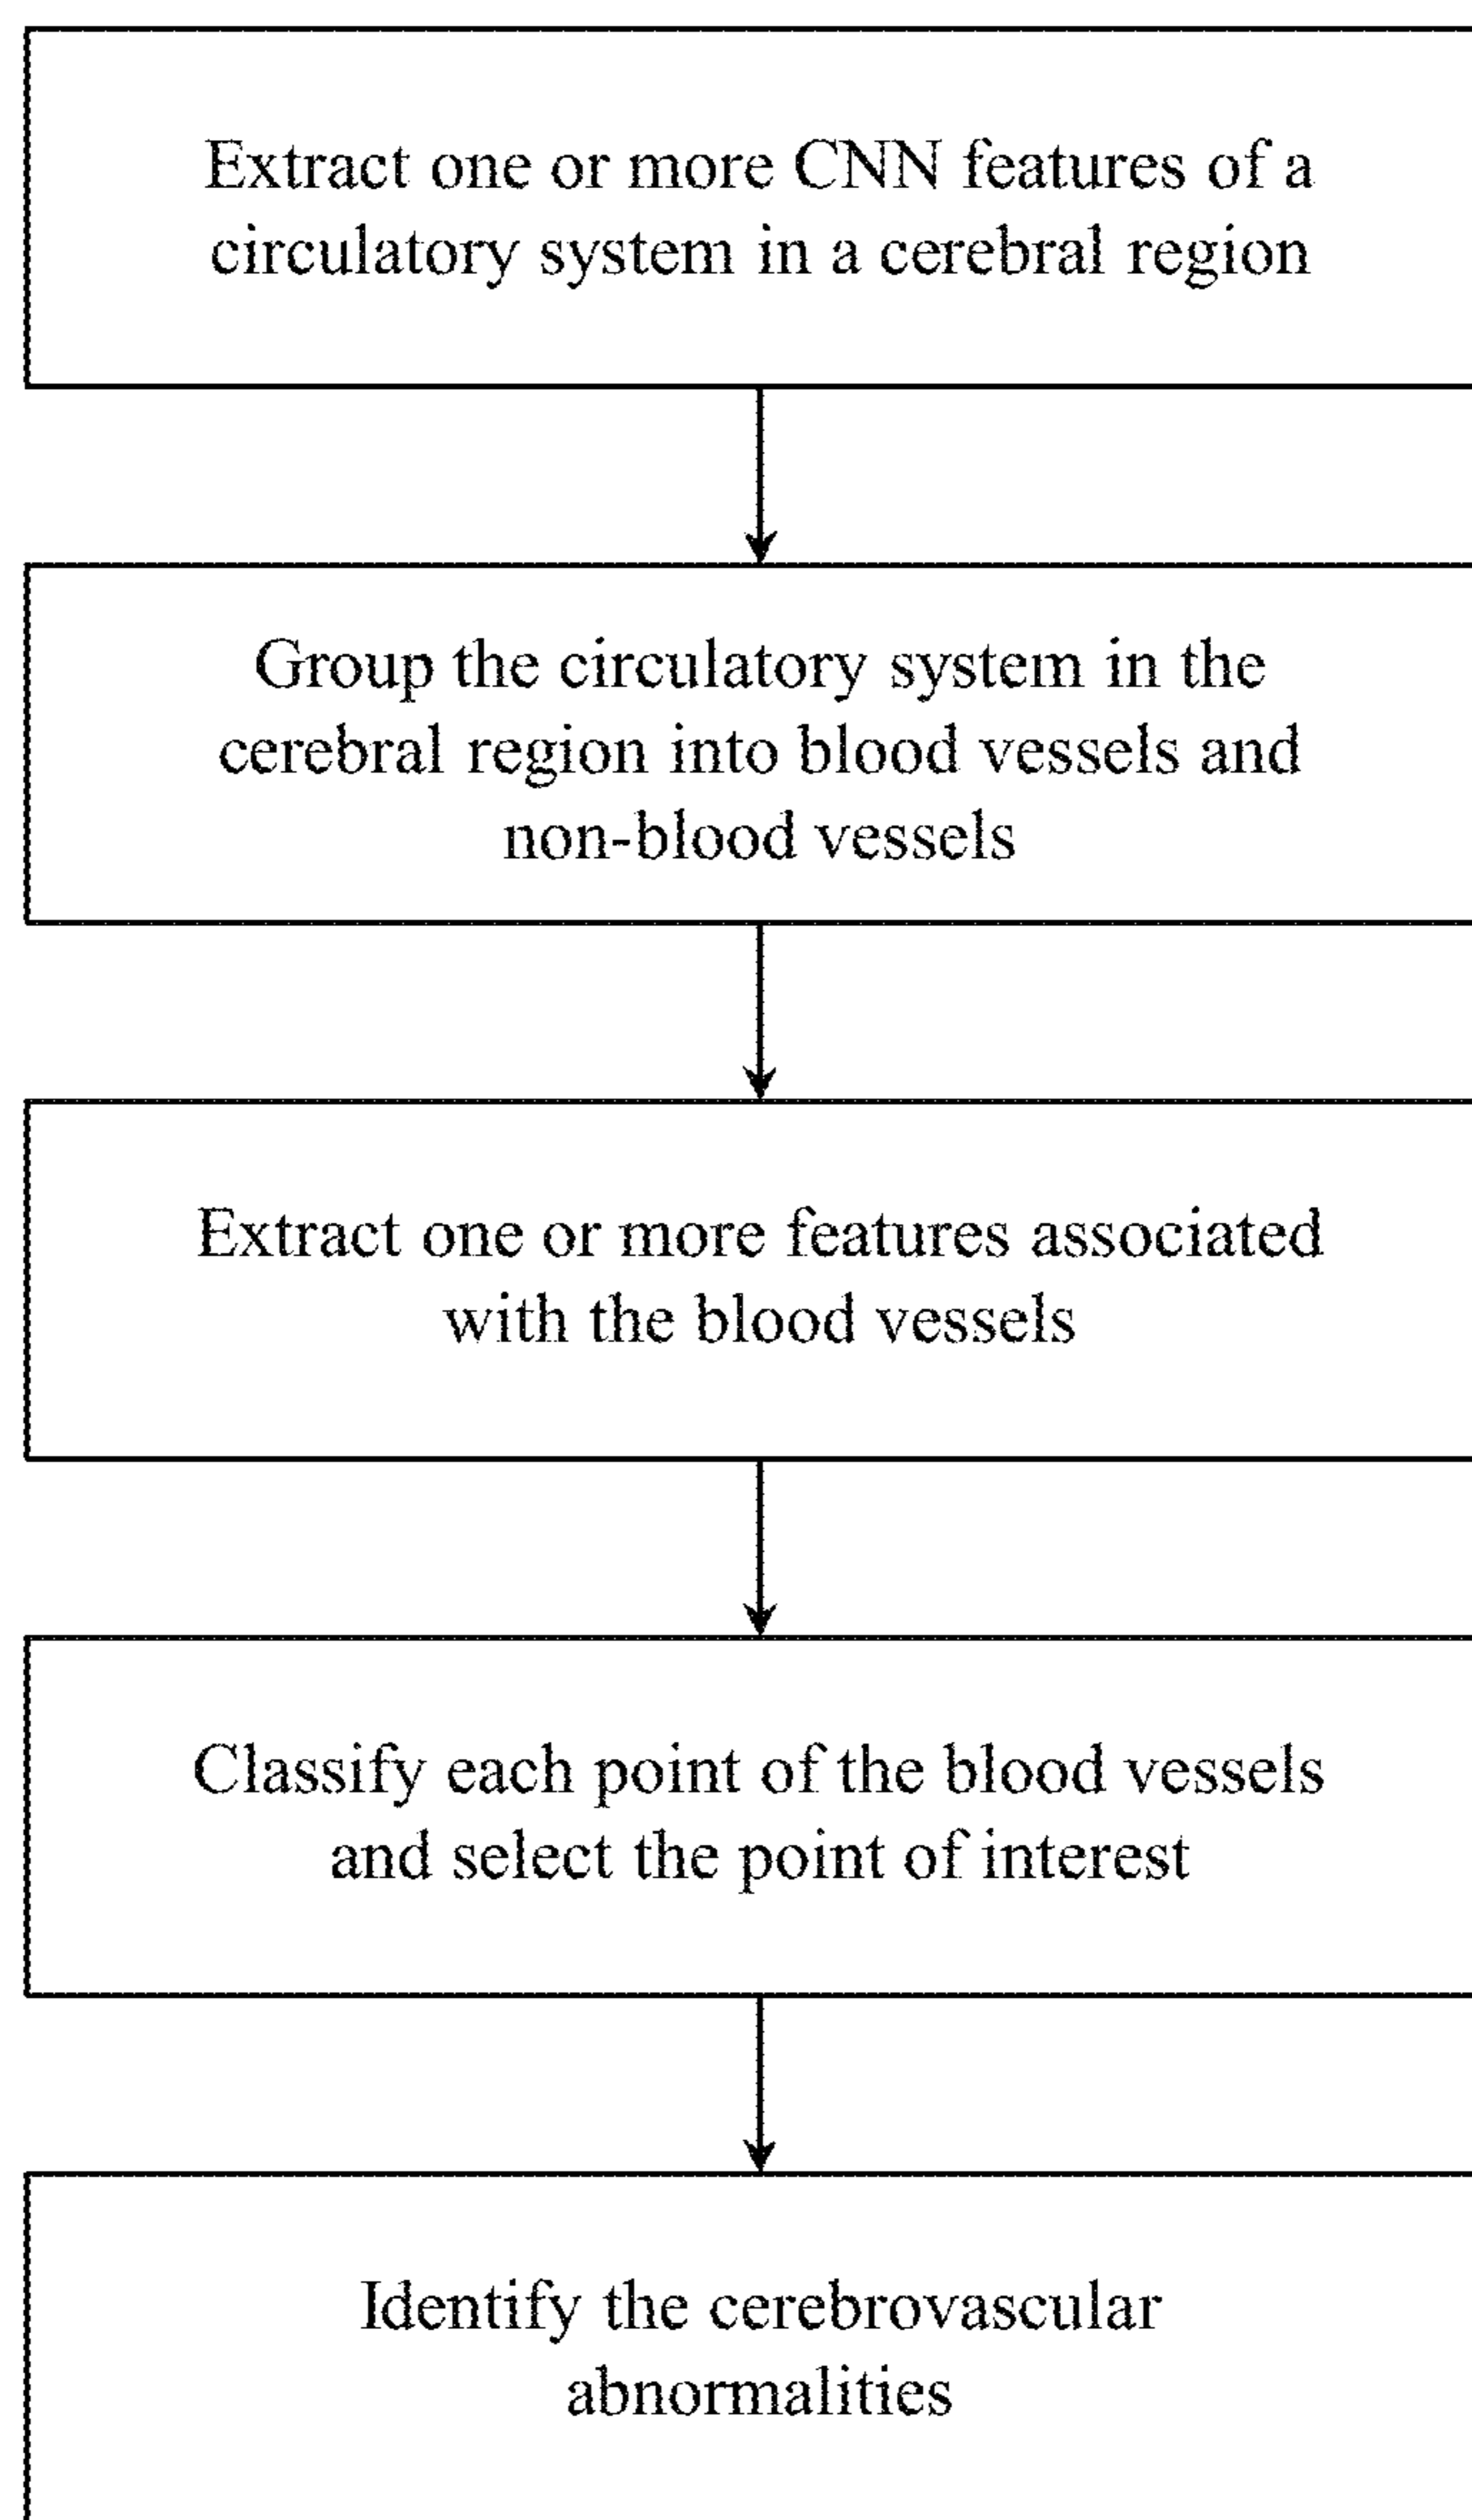 Extract one or more CNN features of a
circulatory system in a cerebral region
Group the circulatory system in the
cerebral region into blood vessels and
non-blood vessels
Extract one or more features associated
with the blood vessels
Classify each point of the blood vessels
and select the point of interest
Identify the cerebrovascular
abnormalities